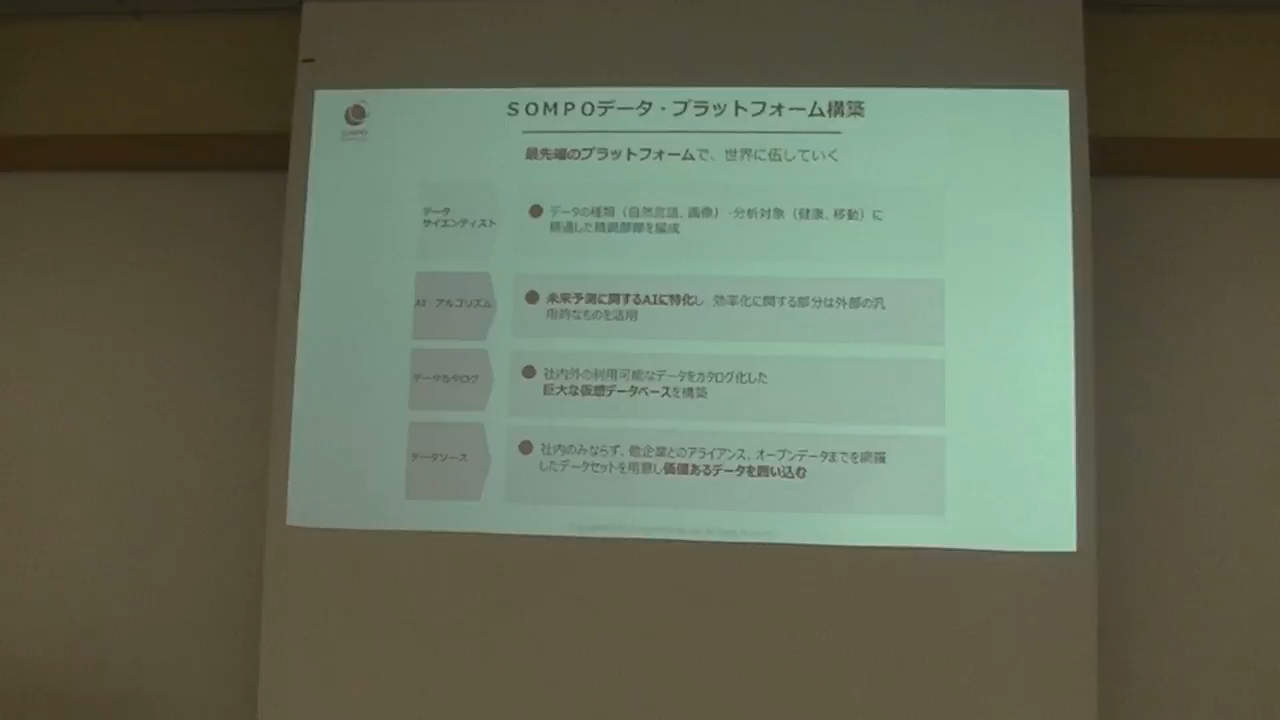 SOMPO
SOMPOデータ・プラットフォーム構築
最先端のプラットフォームで、世界に伍していく
データ
サイエンティスト
データの種類（自然言語、画像）・分析対象（健康、移動）に
精通した精鋭部隊を編成
AI・アルゴリズム
未来予測に関するAIに特化し、効率化に関する部分は外部の汎
用的なものを活用
データカタログ
社内外の利用可能なデータをカタログ化した
巨大な仮想データベースを構築
データソース
社内のみならず、他企業とのアライアンス、オープンデータまでを網羅
したデータセットを用意し価値あるデータを囲い込む